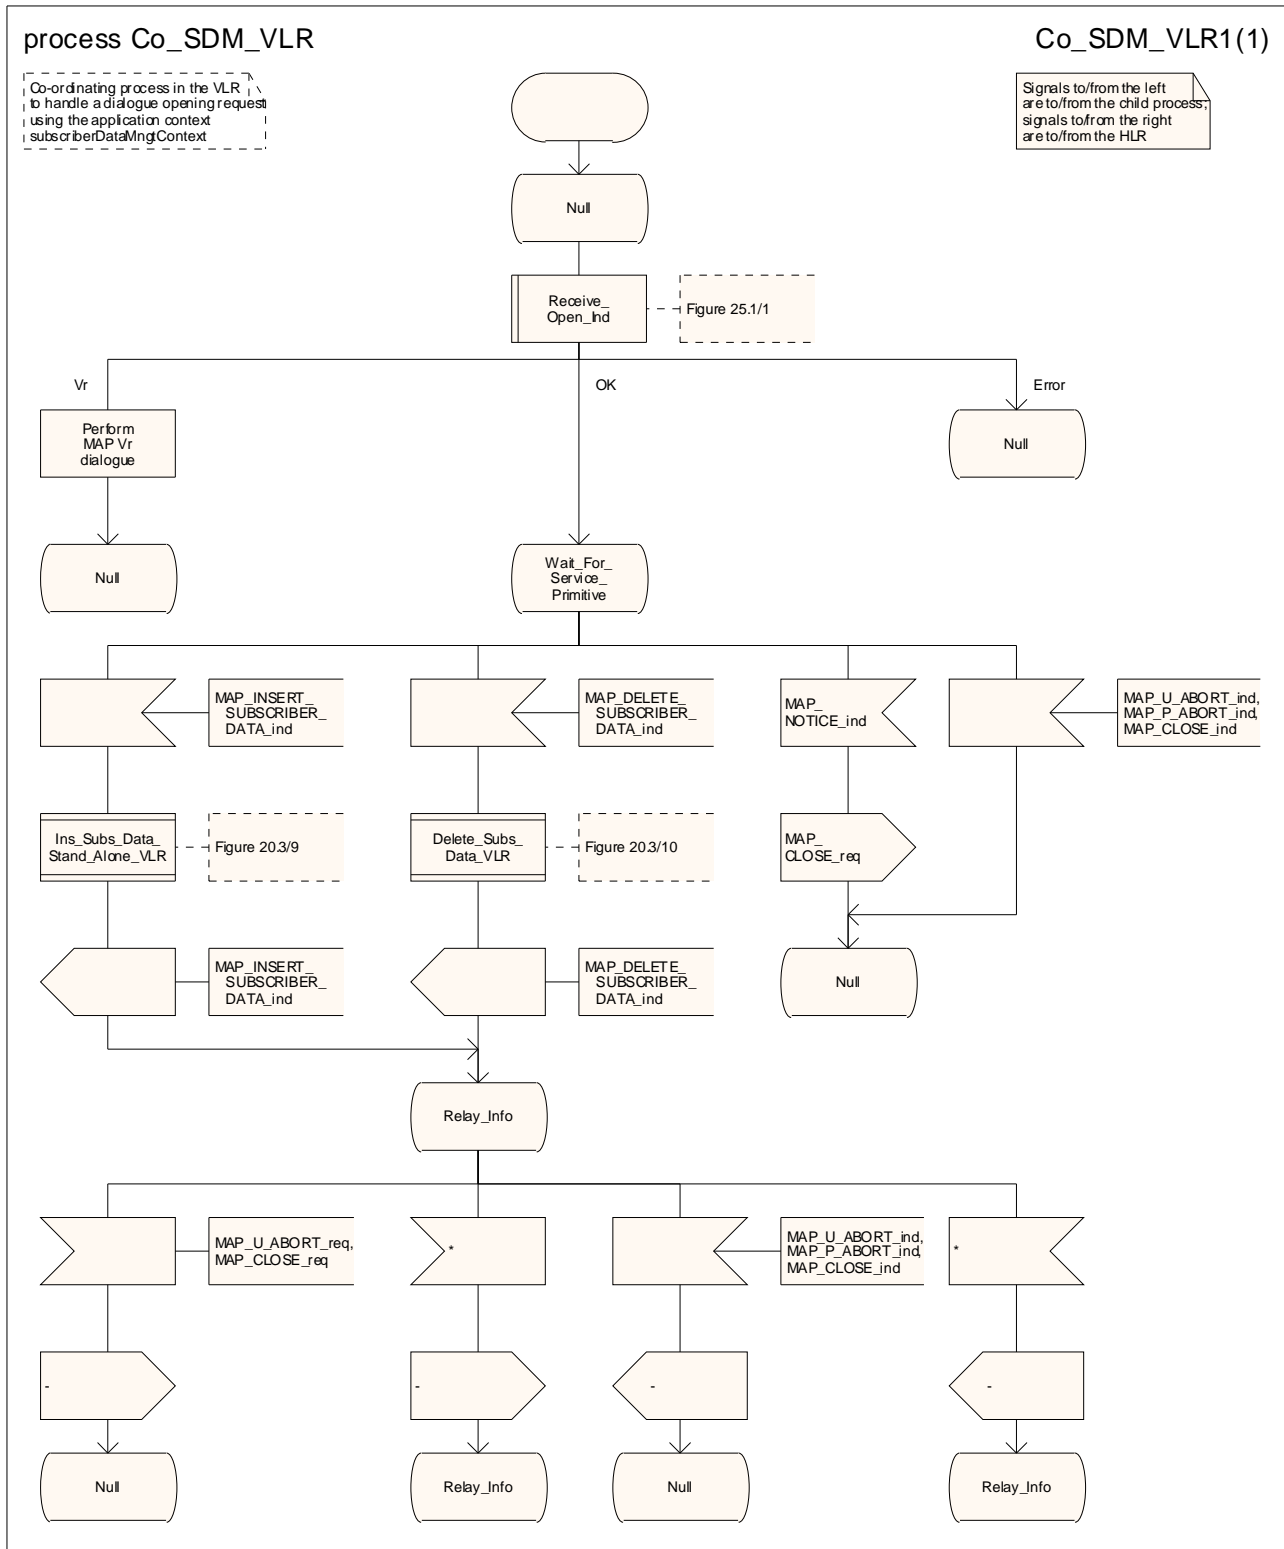 process Co_SDM_VLR
Co_SDM_VLR1(1)
Co-ordinating process in the VLR
to handle a dialogue opening request
using the application context
subscriberDataMngtContext
Signals to/from the left
are to/from the child process;
signals to/from the right
are to/from the HLR
Null
Receive_
Open_Ind
Figure 25.1/1
Vr
OK
Error
Perform
MAP Vr
dialogue
Null
Null
Wait_For_
Service_
Primitive
MAP_INSERT_
SUBSCRIBER_
DATA_ind
MAP_DELETE_
SUBSCRIBER_
DATA_ind
MAP_
NOTICE_ind
MAP_U_ABORT_ind,
MAP_P_ABORT_ind,
MAP_CLOSE_ind
Ins_Subs_Data_
Stand_Alone_VLR
Figure 20.3/9
Delete_Subs_
Data_VLR
Figure 20.3/10
MAP_
CLOSE_req
MAP_INSERT_
SUBSCRIBER_
DATA_ind
MAP_DELETE_
SUBSCRIBER_
DATA_ind
Null
Relay_Info
MAP_U_ABORT_req,
MAP_CLOSE_req
*
MAP_U_ABORT_ind,
MAP_P_ABORT_ind,
MAP_CLOSE_ind
*
-
-
-
-
Null
Relay_Info
Null
Relay_Info